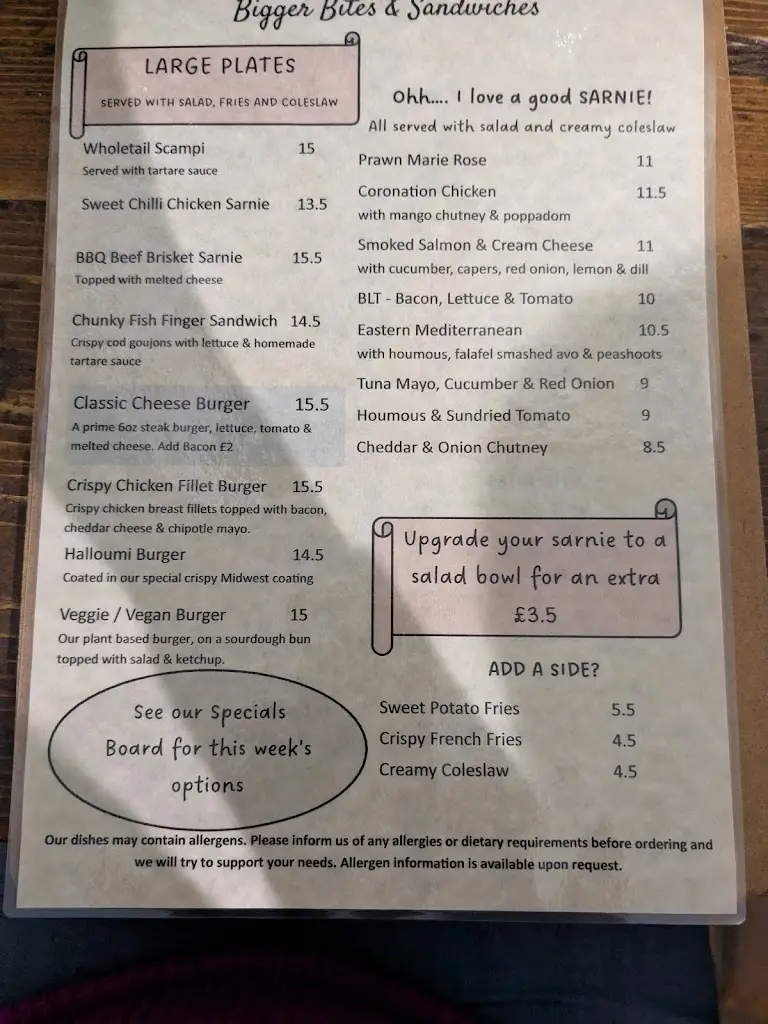 Bigger Bites & Sandwiches
LARGE PLATES
SERVED WITH SALAD, FRIES AND COLESLAW
Wholetail Scampi 15
Served with tartare sauce
Sweet Chilli Chicken Sarnie 13.5
BBQ Beef Brisket Sarnie 15.5
Topped with melted cheese
Chunky Fish Finger Sandwich 14.5
Crispy cod goujons with lettuce & homemade
tartare sauce
Classic Cheese Burger 15.5
A prime 6oz steak burger, lettuce, tomato &
melted cheese. Add Bacon £2
Crispy Chicken Fillet Burger 15.5
Crispy chicken breast fillets topped with bacon,
cheddar cheese & chipotle mayo.
Halloumi Burger 14.5
Coated in our special crispy Midwest coating
Veggie / Vegan Burger 15
Our plant based burger, on a sourdough bun
topped with salad & ketchup.
See our Specials
Board for this week's
options
Ohh.... I love a good SARNIE!
All served with salad and creamy coleslaw
Prawn Marie Rose 11
Coronation Chicken 11.5
with mango chutney & poppadom
Smoked Salmon & Cream Cheese 11
with cucumber, capers, red onion, lemon & dill
BLT - Bacon, Lettuce & Tomato 10
Eastern Mediterranean 10.5
with houmous, falafel smashed avo & peashoots
Tuna Mayo, Cucumber & Red Onion 9
Houmous & Sundried Tomato 9
Cheddar & Onion Chutney 8.5
Upgrade your sarnie to a
salad bowl for an extra
£3.5
ADD A SIDE?
Sweet Potato Fries 5.5
Crispy French Fries 4.5
Creamy Coleslaw 4.5
Our dishes may contain allergens. Please inform us of any allergies or dietary requirements before ordering and
we will try to support your needs. Allergen information is available upon request.